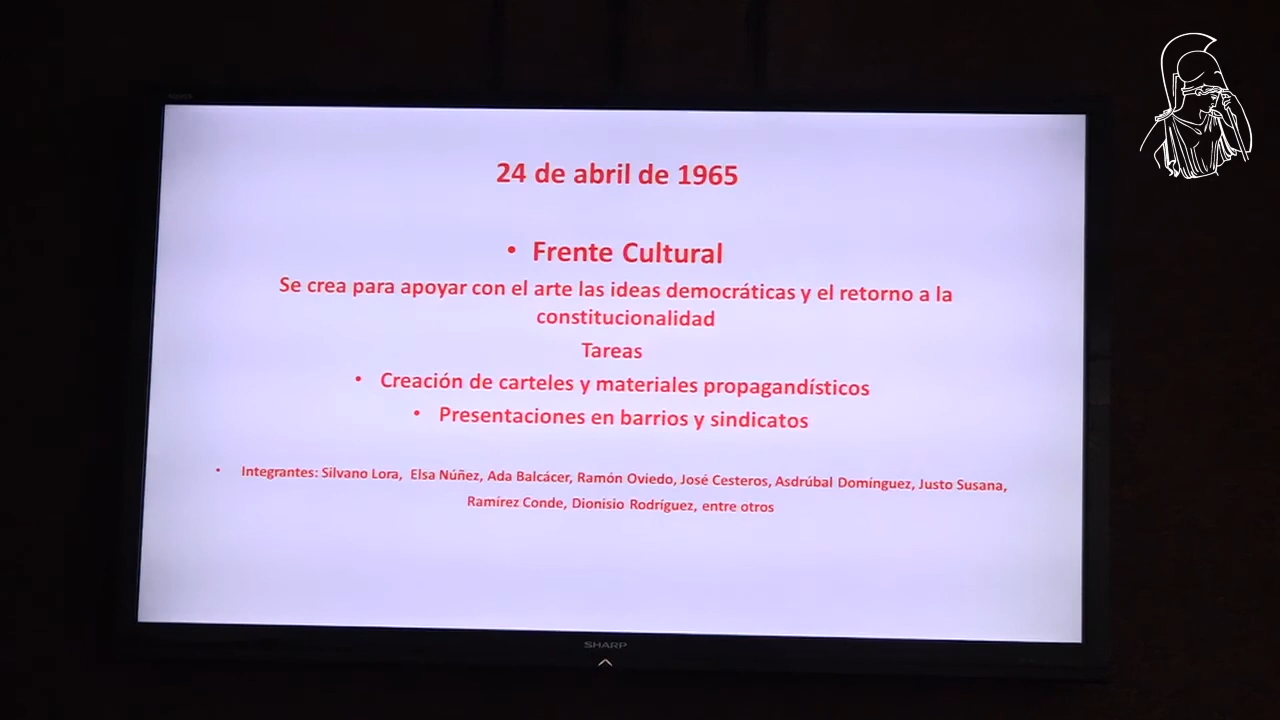 24 de abril de 1965
• Frente Cultural
Se crea para apoyar con el arte las ideas democráticas y el retorno a la
constitucionalidad
Tareas
• Creación de carteles y materiales propagandísticos
• Presentaciones en barrios y sindicatos
• Integrantes: Silvano Lora, Elsa Núñez, Ada Balcácer, Ramón Oviedo, José Cesteros, Asdrúbal Domínguez, Justo Susana,
Ramírez Conde, Dionisio Rodríguez, entre otros
SHARP